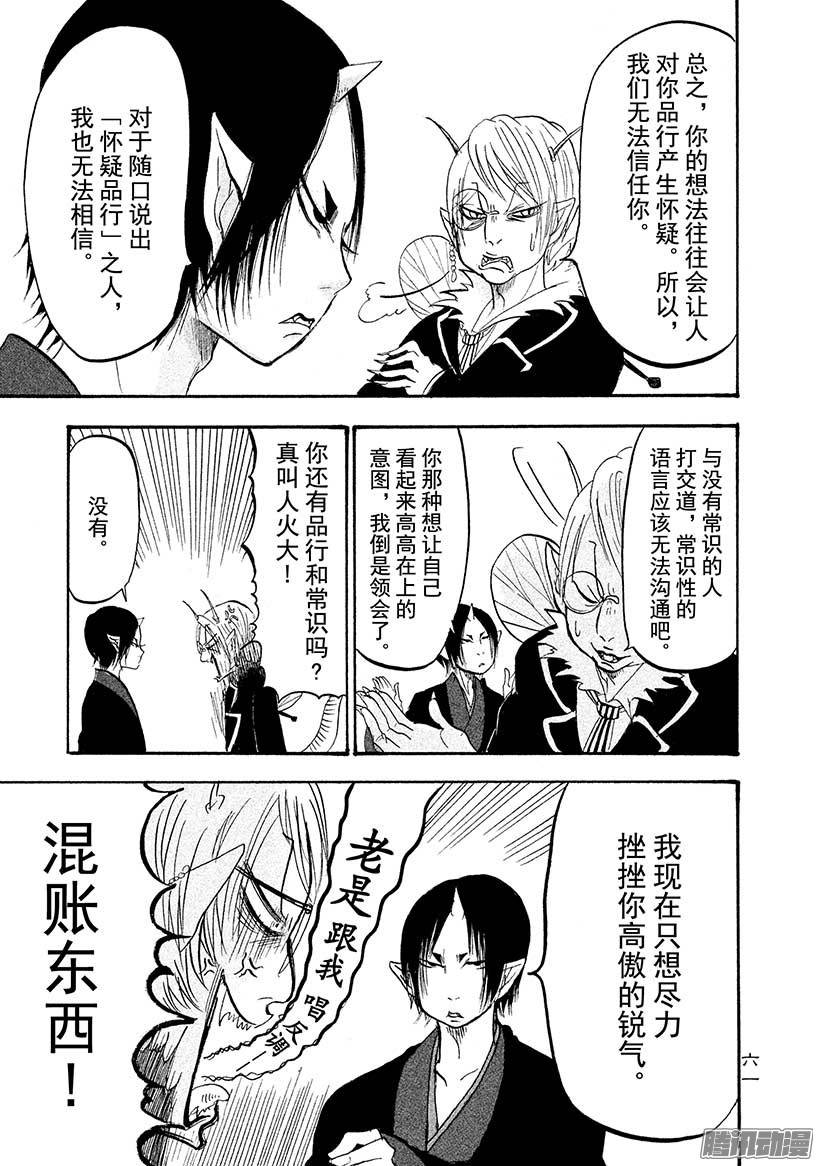 总之，你的想法往往会让人
对你品行产生怀疑。所以，
我们无法信任你。
对于随口说出
「怀疑品行」之人，
我也无法相信。
与没有常识的人
打交道，常识性的
语言应该无法沟通吧。
你那种想让自己
看起来高高在上的
意图，我倒是领会了。
你还有品行和常识吗？
真叫人火大！
没有。
我现在只想尽力
挫挫你高傲的锐气。
老是跟我唱反调——
混账东西！
六一
腾讯动漫